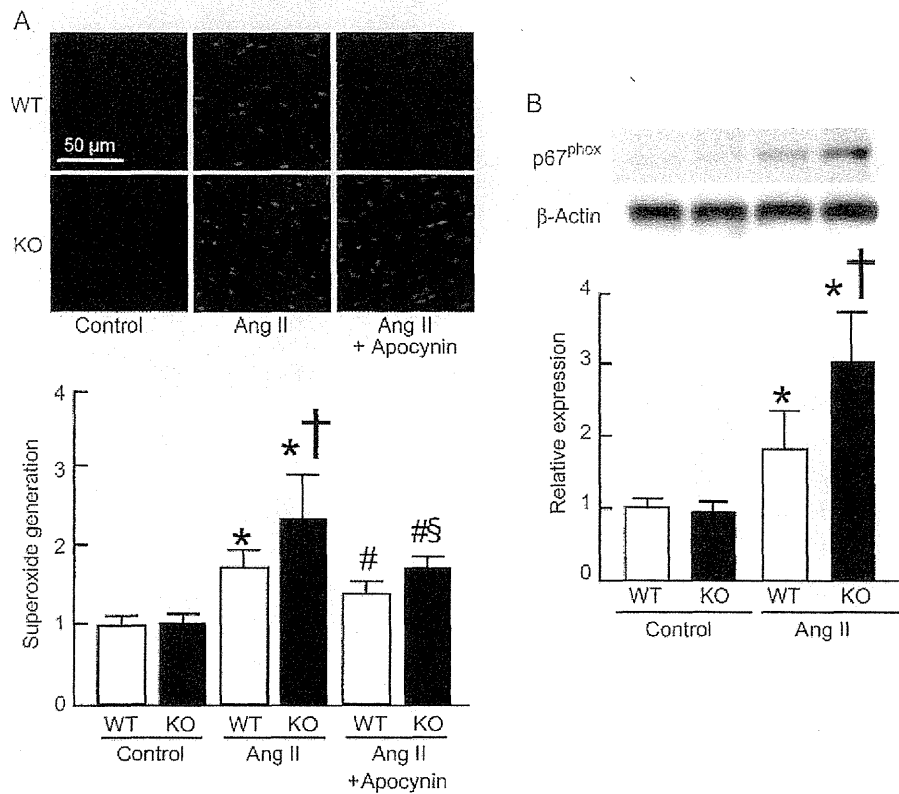 A
WT
50 µm
KO
Control
Ang II
Ang II
+ Apocynin
4
3
2
1
0
Superoxide generation
*
*†
#
#§
WT
KO
WT
KO
WT
KO
Control
Ang II
Ang II
+Apocynin
B
p67phox
β-Actin
4
3
2
1
0
Relative expression
*
*†
WT
KO
WT
KO
Control
Ang II